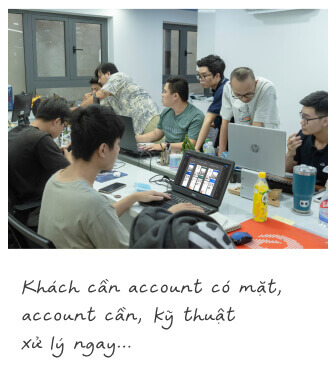 Khách cần account có mặt,
account cần, kỹ thuật
xử lý ngay...